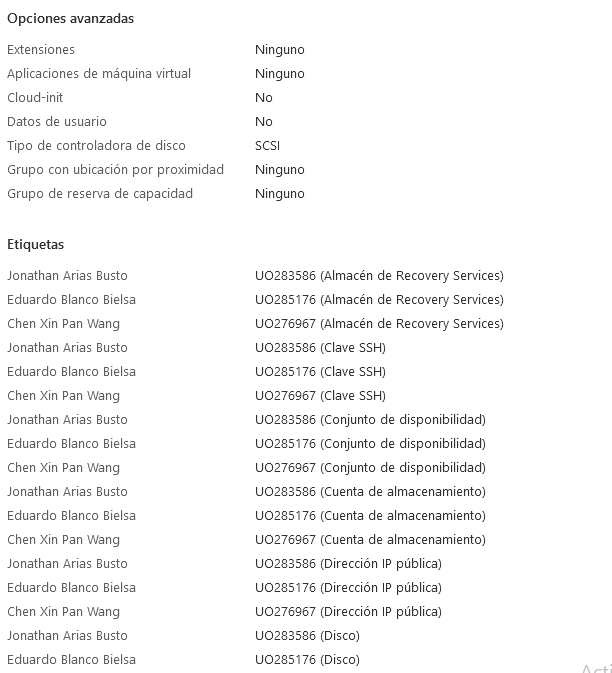 Opciones avanzadas
Extensiones Ninguno
Aplicaciones de máquina virtual Ninguno
Cloud-init No
Datos de usuario No
Tipo de controladora de disco SCSI
Grupo con ubicación por proximidad Ninguno
Grupo de reserva de capacidad Ninguno
Etiquetas
Jonathan Arias Busto UO283586 (Almacén de Recovery Services)
Eduardo Blanco Bielsa UO285176 (Almacén de Recovery Services)
Chen Xin Pan Wang UO276967 (Almacén de Recovery Services)
Jonathan Arias Busto UO283586 (Clave SSH)
Eduardo Blanco Bielsa UO285176 (Clave SSH)
Chen Xin Pan Wang UO276967 (Clave SSH)
Jonathan Arias Busto UO283586 (Conjunto de disponibilidad)
Eduardo Blanco Bielsa UO285176 (Conjunto de disponibilidad)
Chen Xin Pan Wang UO276967 (Conjunto de disponibilidad)
Jonathan Arias Busto UO283586 (Cuenta de almacenamiento)
Eduardo Blanco Bielsa UO285176 (Cuenta de almacenamiento)
Chen Xin Pan Wang UO276967 (Cuenta de almacenamiento)
Jonathan Arias Busto UO283586 (Dirección IP pública)
Eduardo Blanco Bielsa UO285176 (Dirección IP pública)
Chen Xin Pan Wang UO276967 (Dirección IP pública)
Jonathan Arias Busto UO283586 (Disco)
Eduardo Blanco Bielsa UO285176 (Disco)